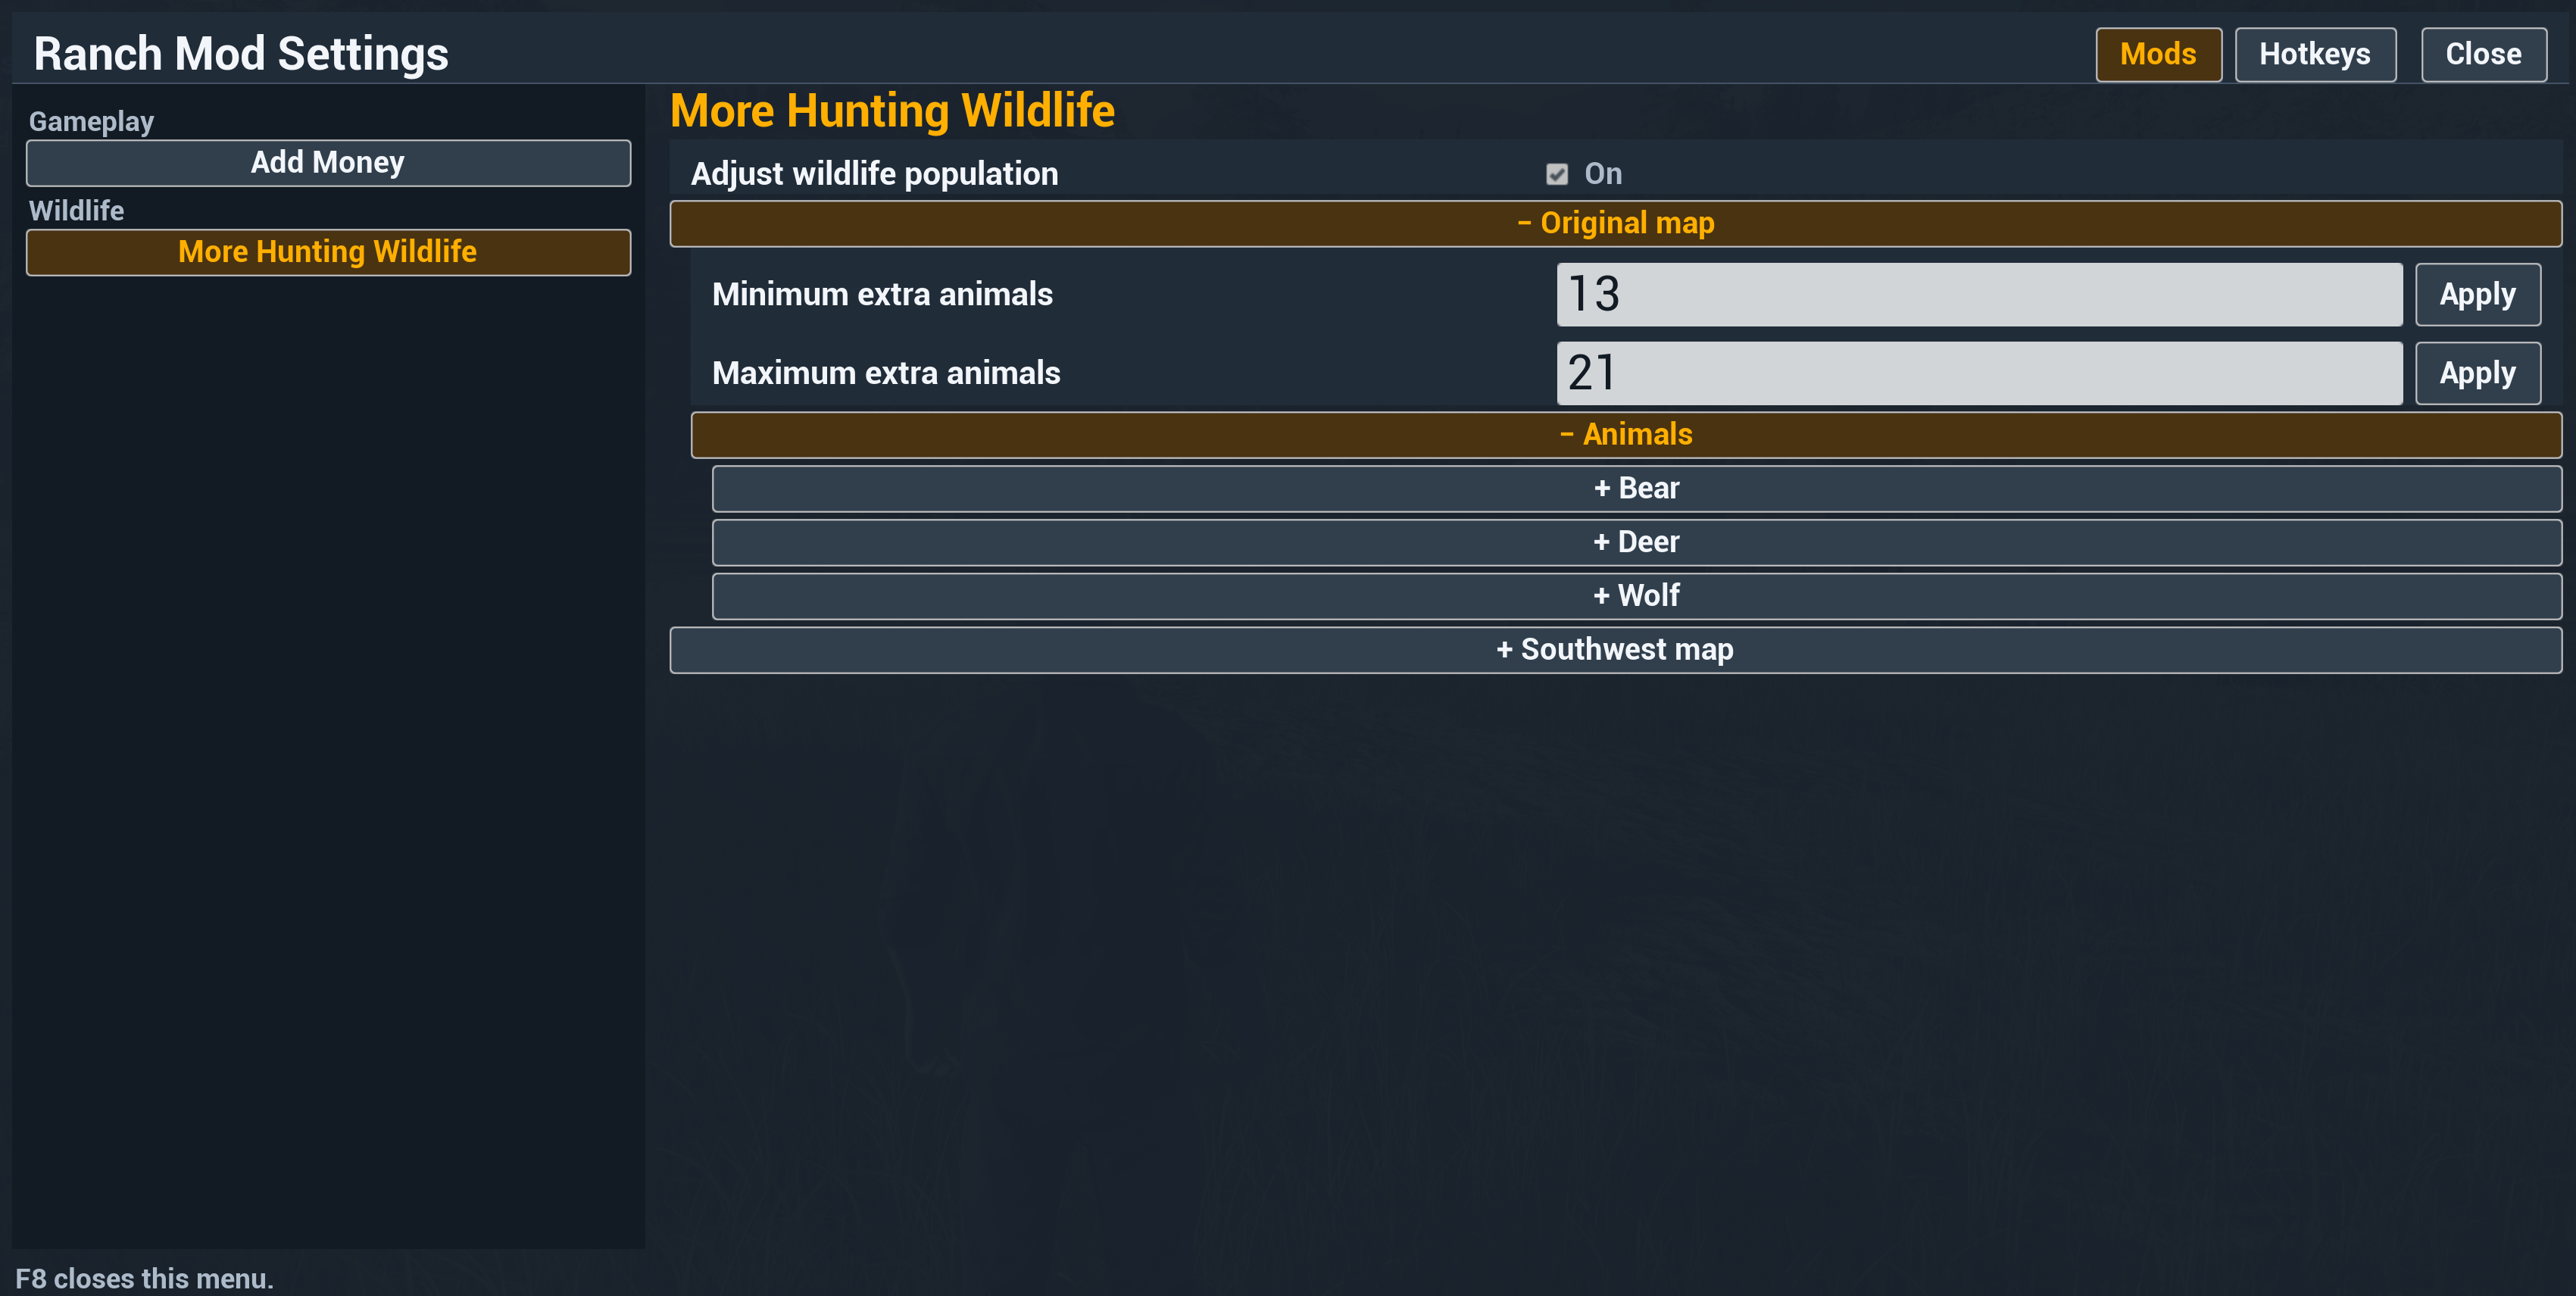 Ranch Mod Settings
Mods
Hotkeys
Close
Gameplay
Add Money
Wildlife
More Hunting Wildlife
More Hunting Wildlife
Adjust wildlife population
On
– Original map
Minimum extra animals
13
Apply
Maximum extra animals
21
Apply
– Animals
+ Bear
+ Deer
+ Wolf
+ Southwest map
F8 closes this menu.